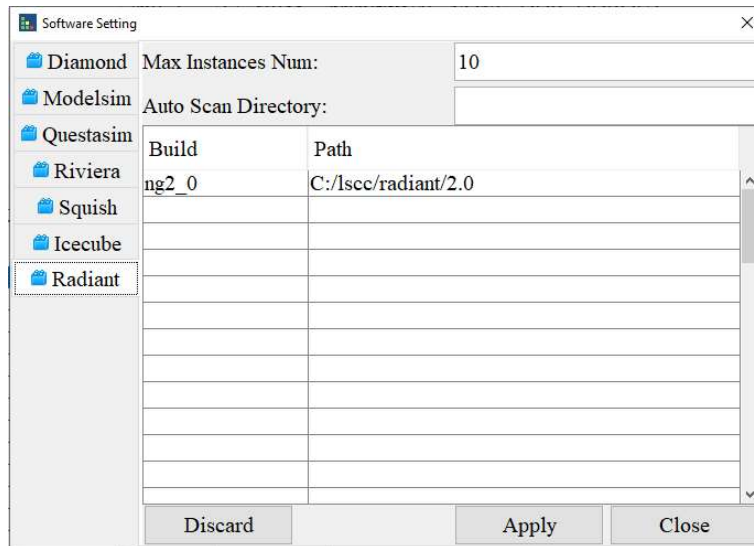 Software Setting
Diamond
Modelsim
Questasim
Riviera
Squish
Icecube
Radiant
Max Instances Num: 10
Auto Scan Directory:
Build Path
ng2_0 C:/lscc/radiant/2.0
Discard Apply Close